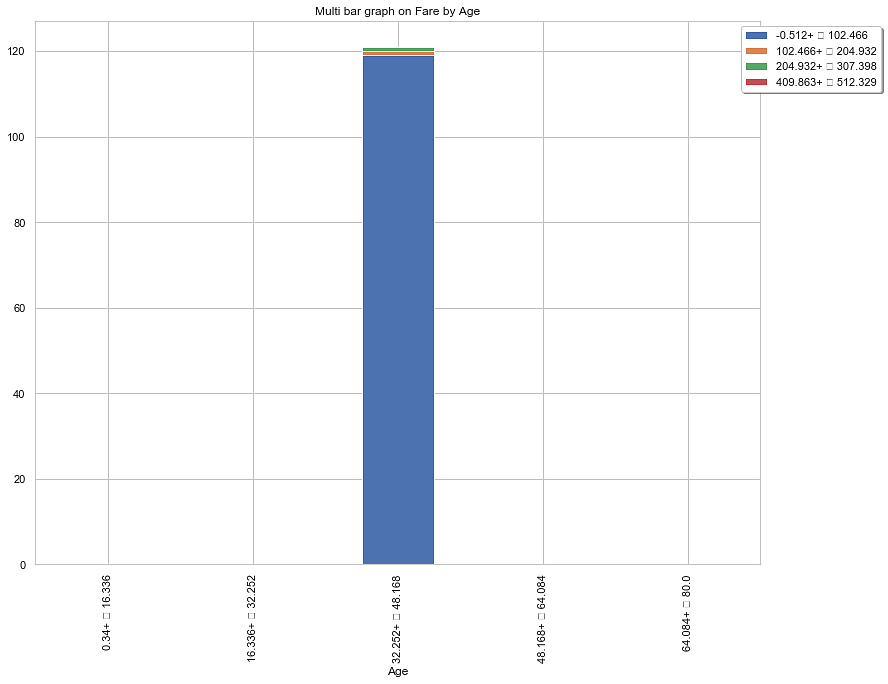 Multi bar graph on Fare by Age
-0.512+ □ 102.466
102.466+ □ 204.932
204.932+ □ 307.398
409.863+ □ 512.329
120
100
80
60
40
20
0
0.34+ □ 16.336
16.336+ □ 32.252
32.252+ □ 48.168
48.168+ □ 64.084
64.084+ □ 80.0
Age